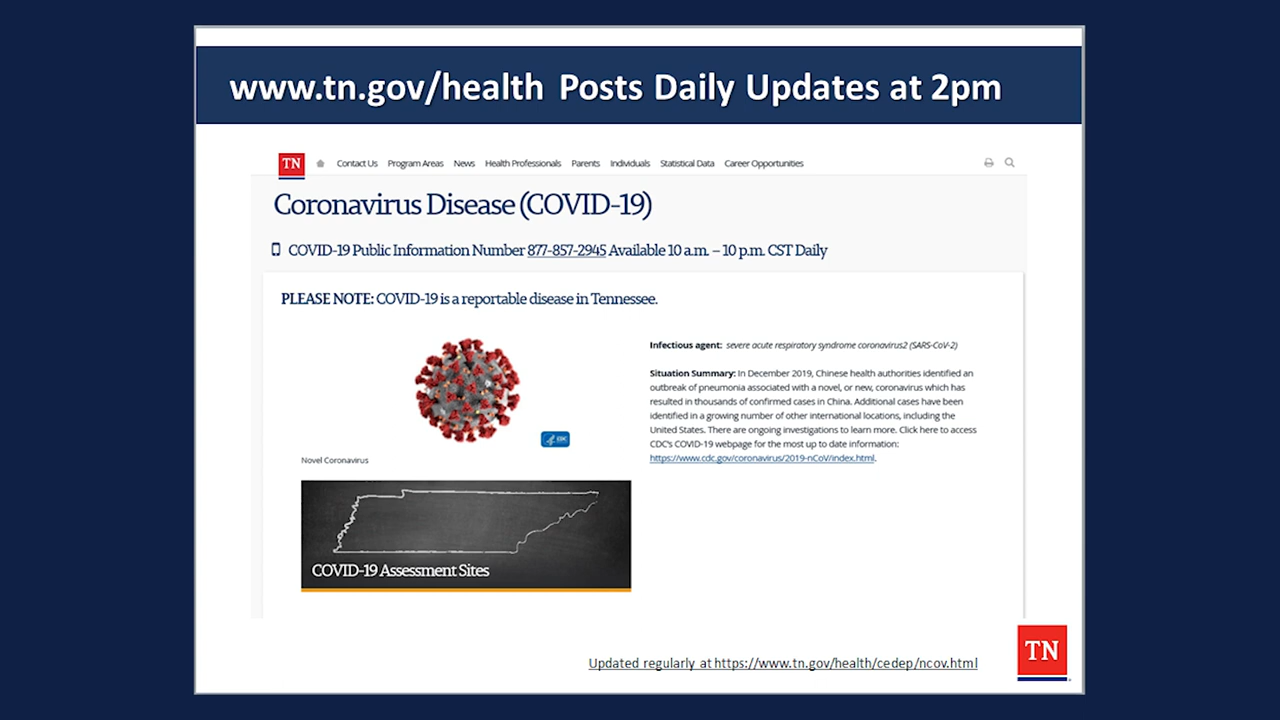 www.tn.gov/health Posts Daily Updates at 2pm
TN Contact Us Program Areas News Health Professionals Parents Individuals Statistical Data Career Opportunities
Coronavirus Disease (COVID-19)
COVID-19 Public Information Number 877-857-2945 Available 10 a.m. – 10 p.m. CST Daily
PLEASE NOTE: COVID-19 is a reportable disease in Tennessee.
Infectious agent: severe acute respiratory syndrome coronavirus2 (SARS-CoV-2)
Situation Summary: In December 2019, Chinese health authorities identified an
outbreak of pneumonia associated with a novel, or new, coronavirus which has
resulted in thousands of confirmed cases in China. Additional cases have been
identified in a growing number of other international locations, including the
United States. There are ongoing investigations to learn more. Click here to access
CDC's COVID-19 webpage for the most up to date information:
https://www.cdc.gov/coronavirus/2019-nCoV/index.html.
CDC
Novel Coronavirus
COVID-19 Assessment Sites
Updated regularly at https://www.tn.gov/health/cedep/ncov.html
TN